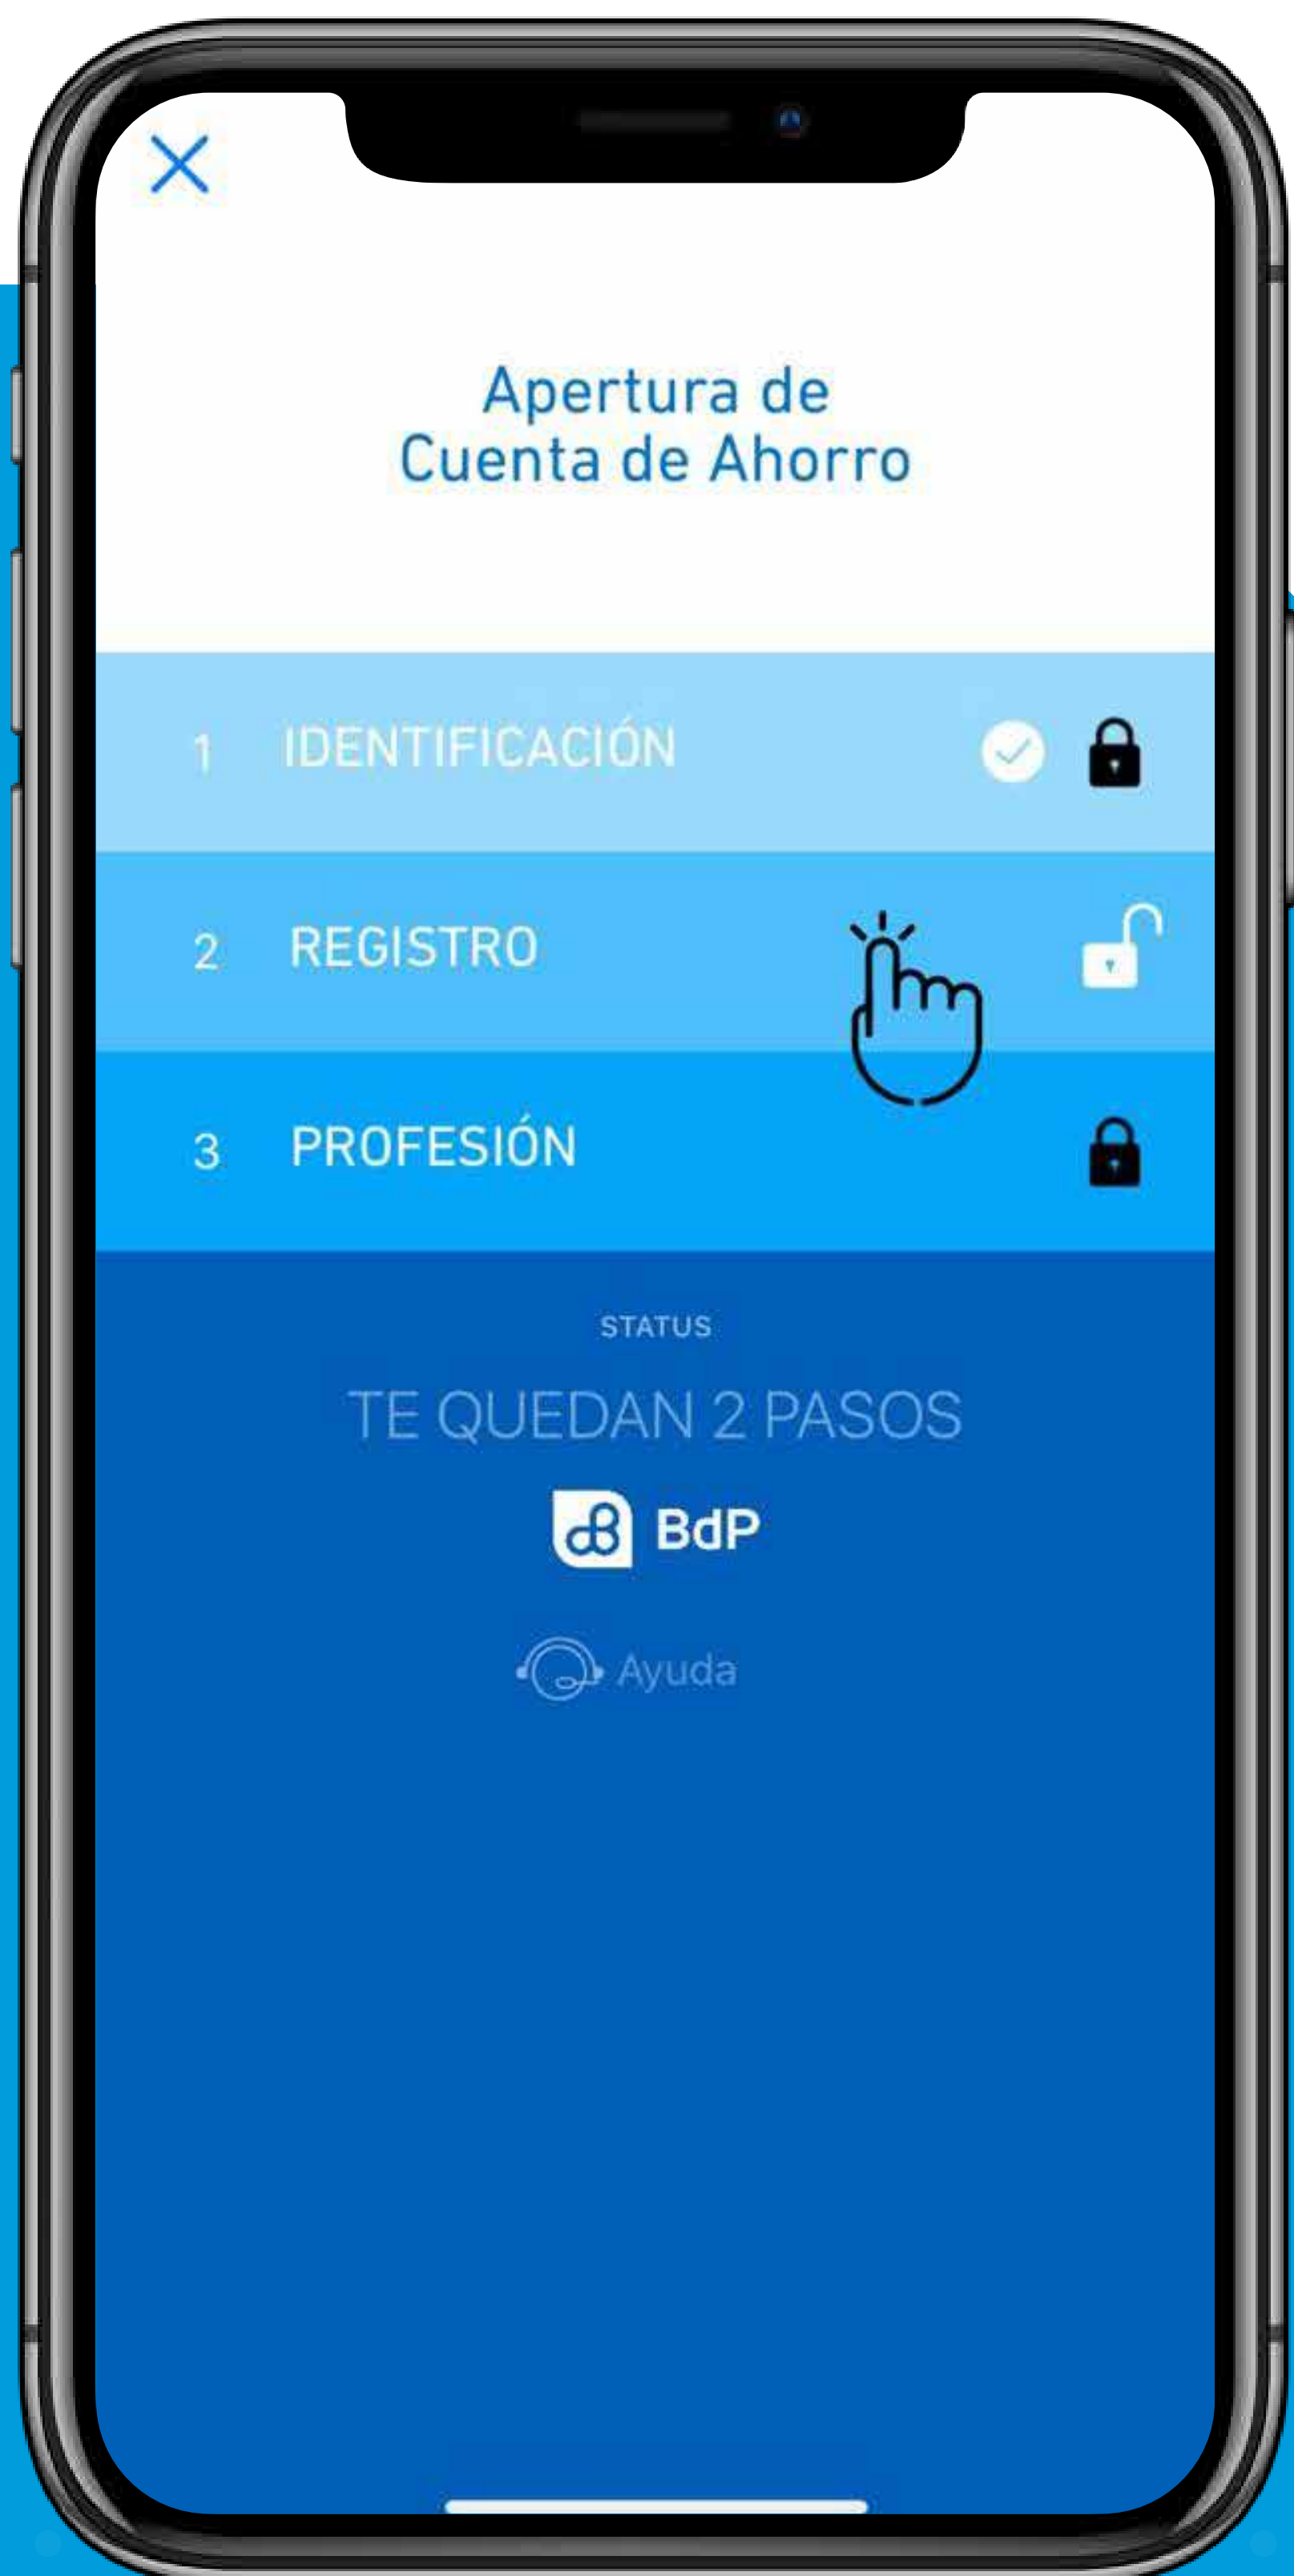 Apertura de
Cuenta de Ahorro
1 IDENTIFICACIÓN
2 REGISTRO
3 PROFESIÓN
STATUS
TE QUEDAN 2 PASOS
BdP
Ayuda